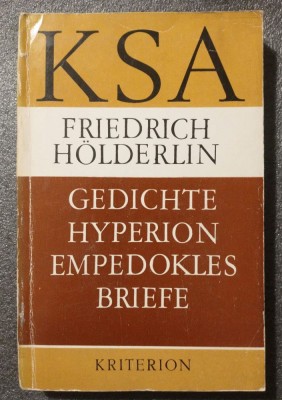 KSA
FRIEDRICH
HÖLDERLIN
GEDICHTE
HYPERION
EMPEDOKLES
BRIEFE
KRITERION